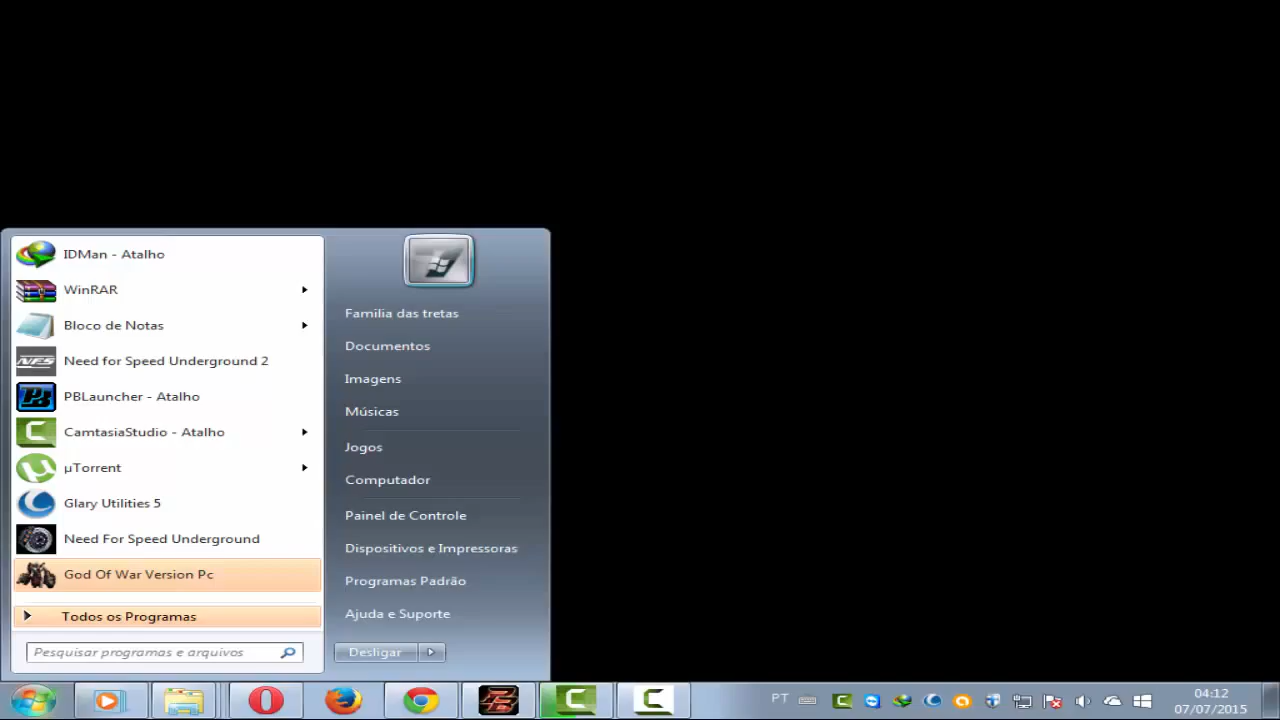 IDMan - Atalho
WinRAR
Bloco de Notas
Need for Speed Underground 2
PBLauncher - Atalho
CamtasiaStudio - Atalho
µTorrent
Glary Utilities 5
Need For Speed Underground
God Of War Version Pc
Todos os Programas
Pesquisar programas e arquivos
Familia das tretas
Documentos
Imagens
Músicas
Jogos
Computador
Painel de Controle
Dispositivos e Impressoras
Programas Padrão
Ajuda e Suporte
Desligar
PT
04:12
07/07/2015